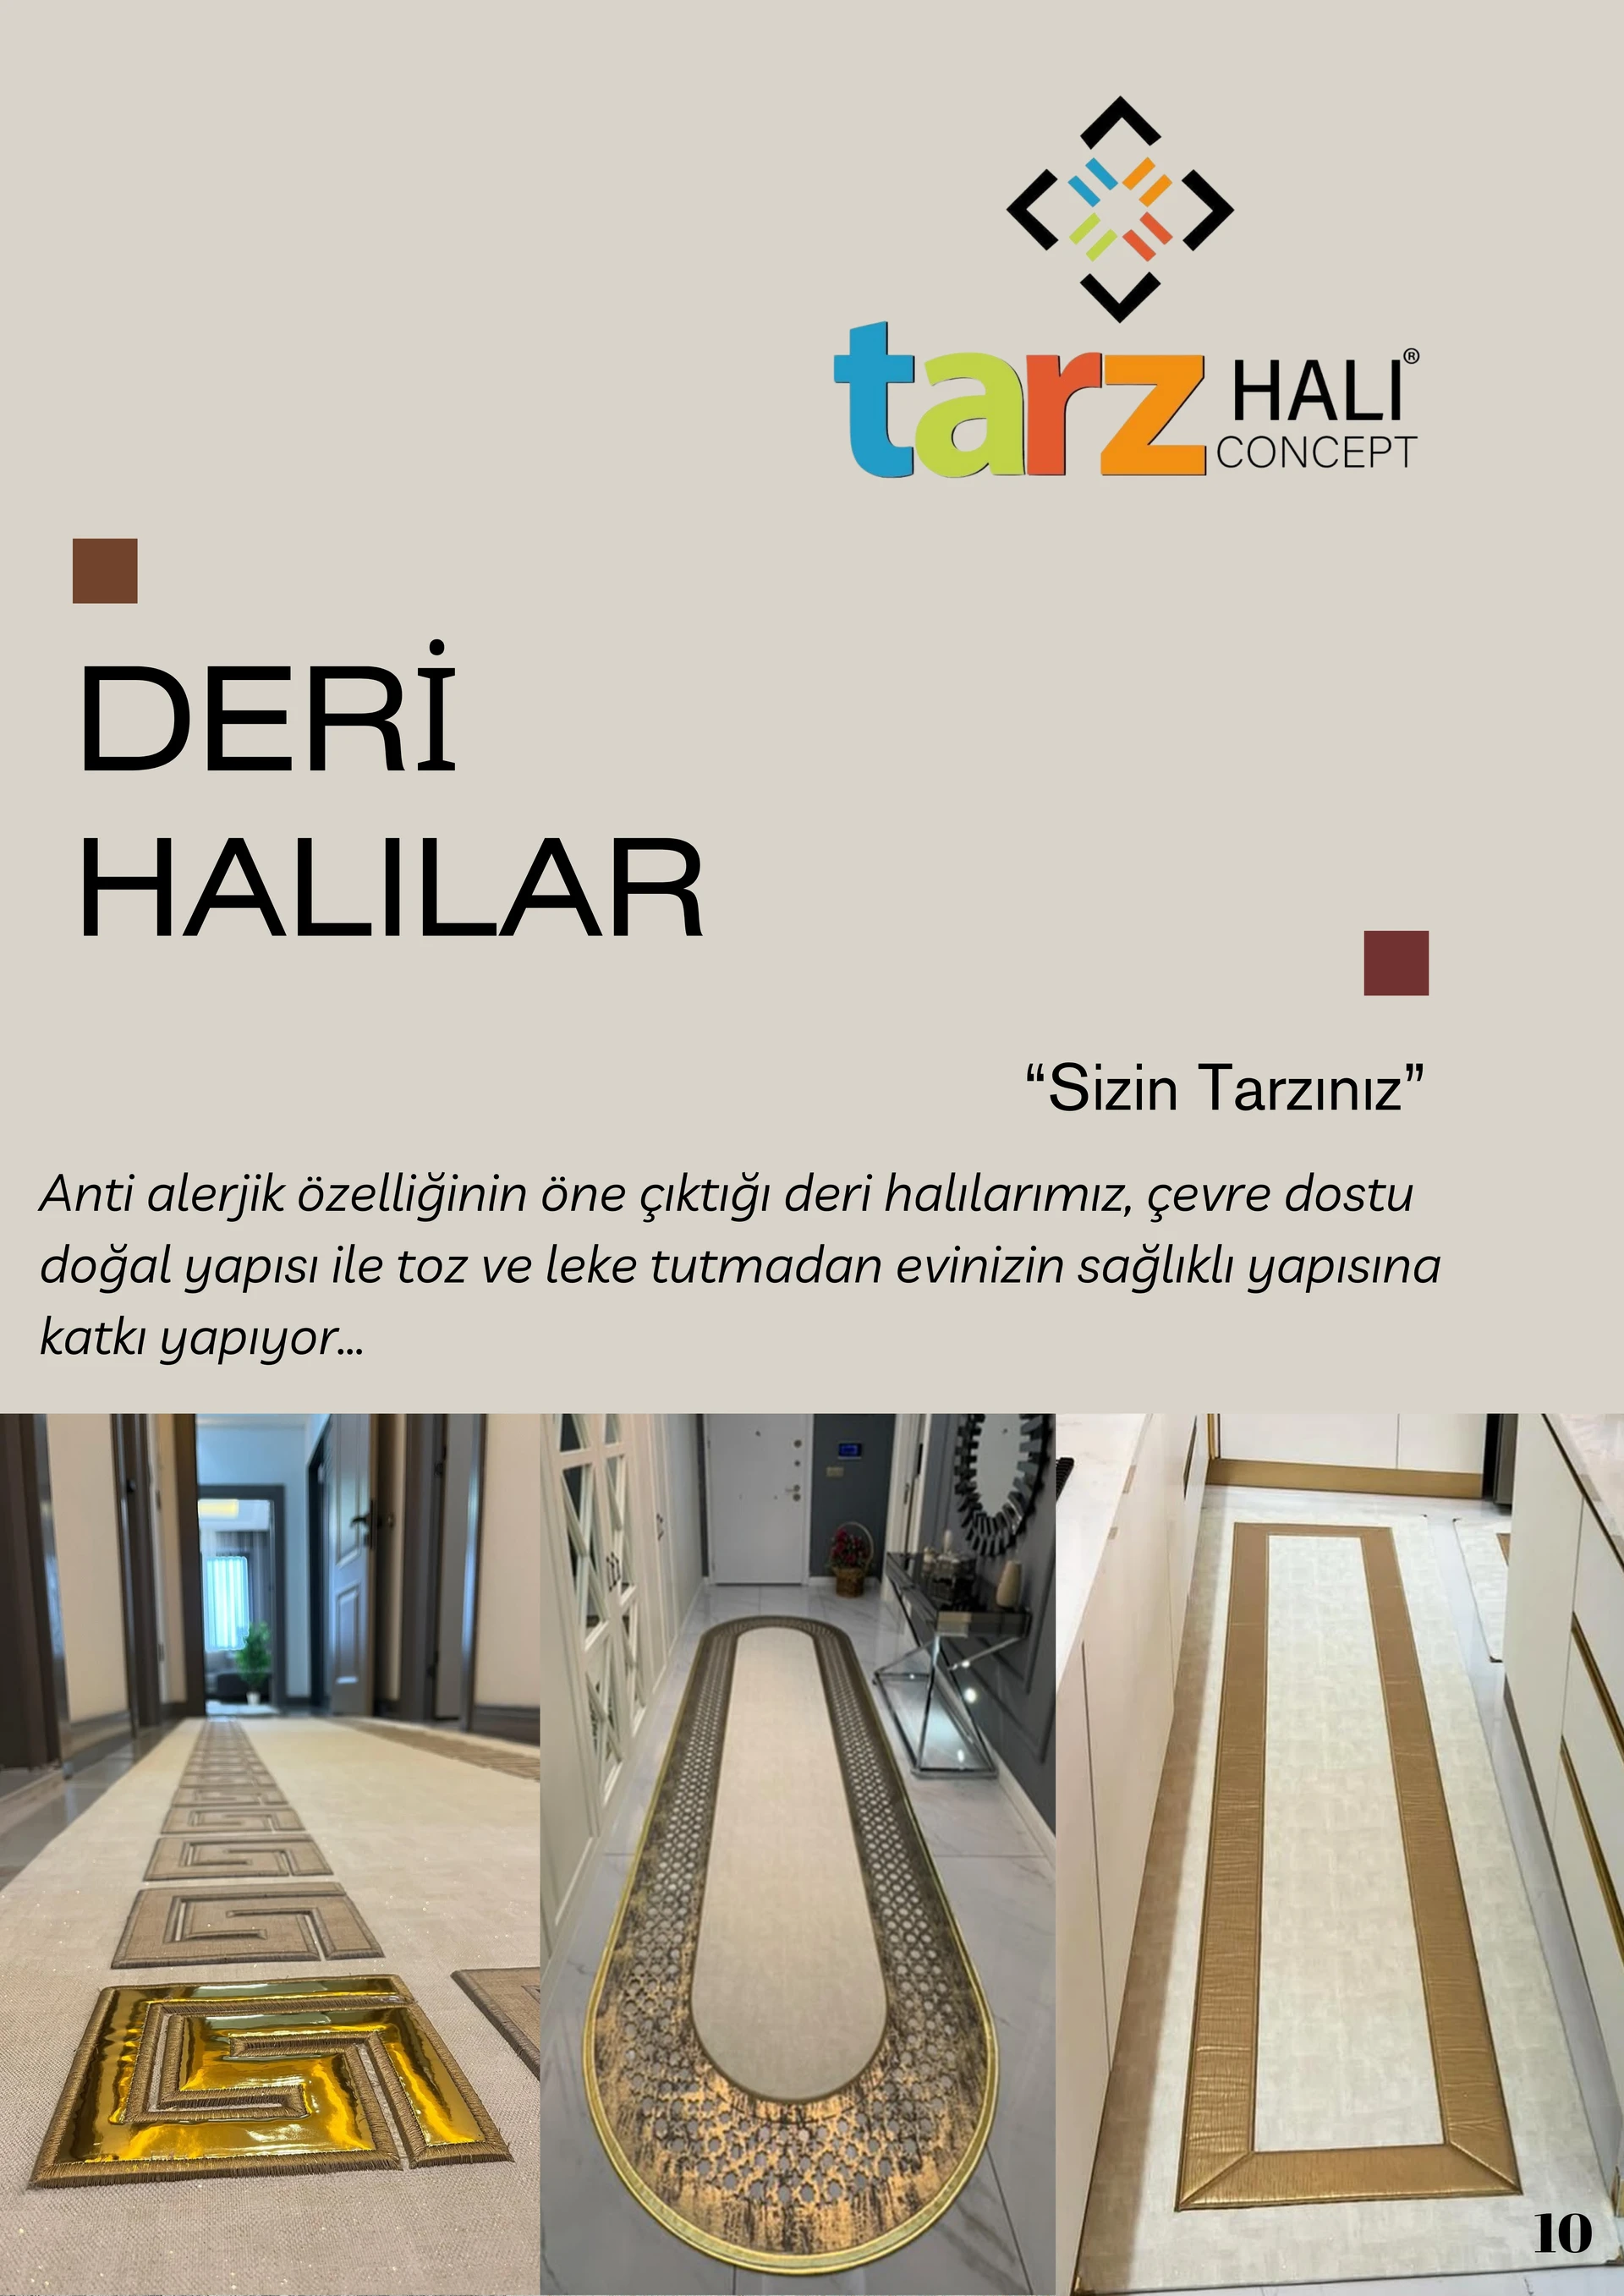 tarz HALI®
CONCEPT
DERİ
HALILAR
“Sizin Tarzınız”
Anti alerjik özelliğinin öne çıktığı deri halılarımız, çevre dostu
doğal yapısı ile toz ve leke tutmadan evinizin sağlıklı yapısına
katkı yapıyor...
10